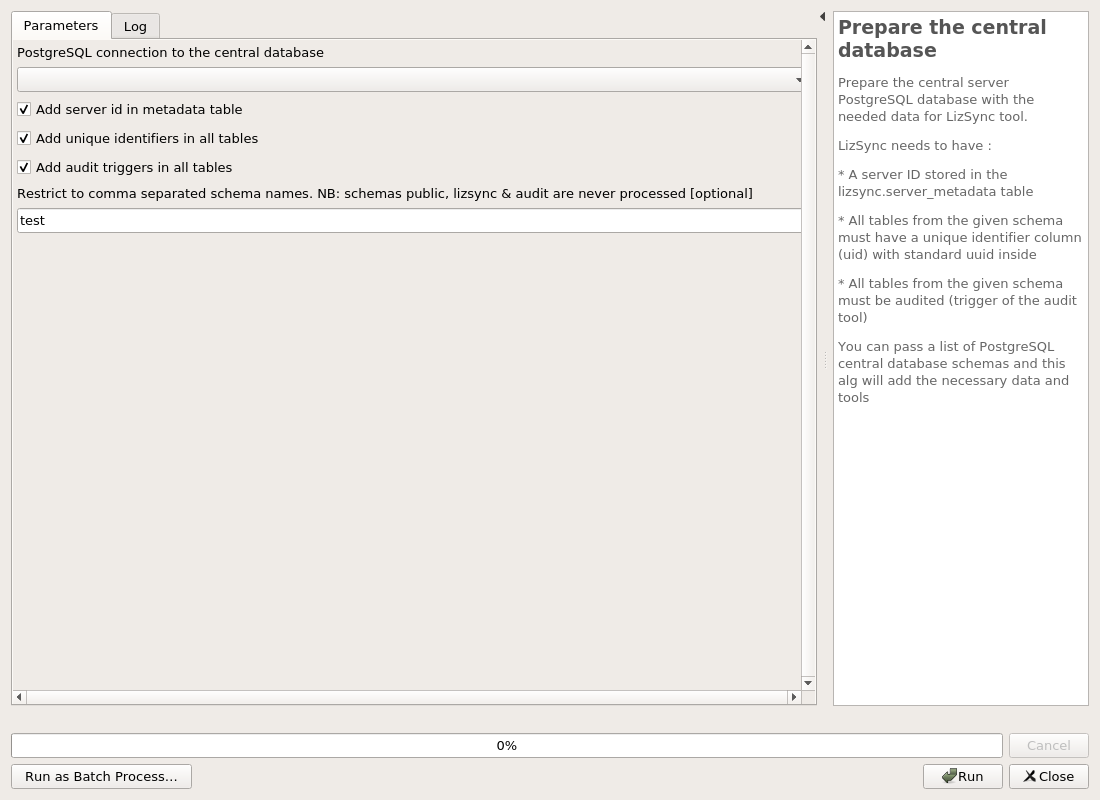 Parameters
Log
PostgreSQL connection to the central database
Add server id in metadata table
Add unique identifiers in all tables
Add audit triggers in all tables
Restrict to comma separated schema names. NB: schemas public, lizsync & audit are never processed [optional]
test
Prepare the central
database
Prepare the central server
PostgreSQL database with the
needed data for LizSync tool.
LizSync needs to have :
* A server ID stored in the
lizsync.server_metadata table
* All tables from the given schema
must have a unique identifier column
(uid) with standard uuid inside
* All tables from the given schema
must be audited (trigger of the audit
tool)
You can pass a list of PostgreSQL
central database schemas and this
alg will add the necessary data and
tools
0%
Cancel
Run as Batch Process…
Run
Close